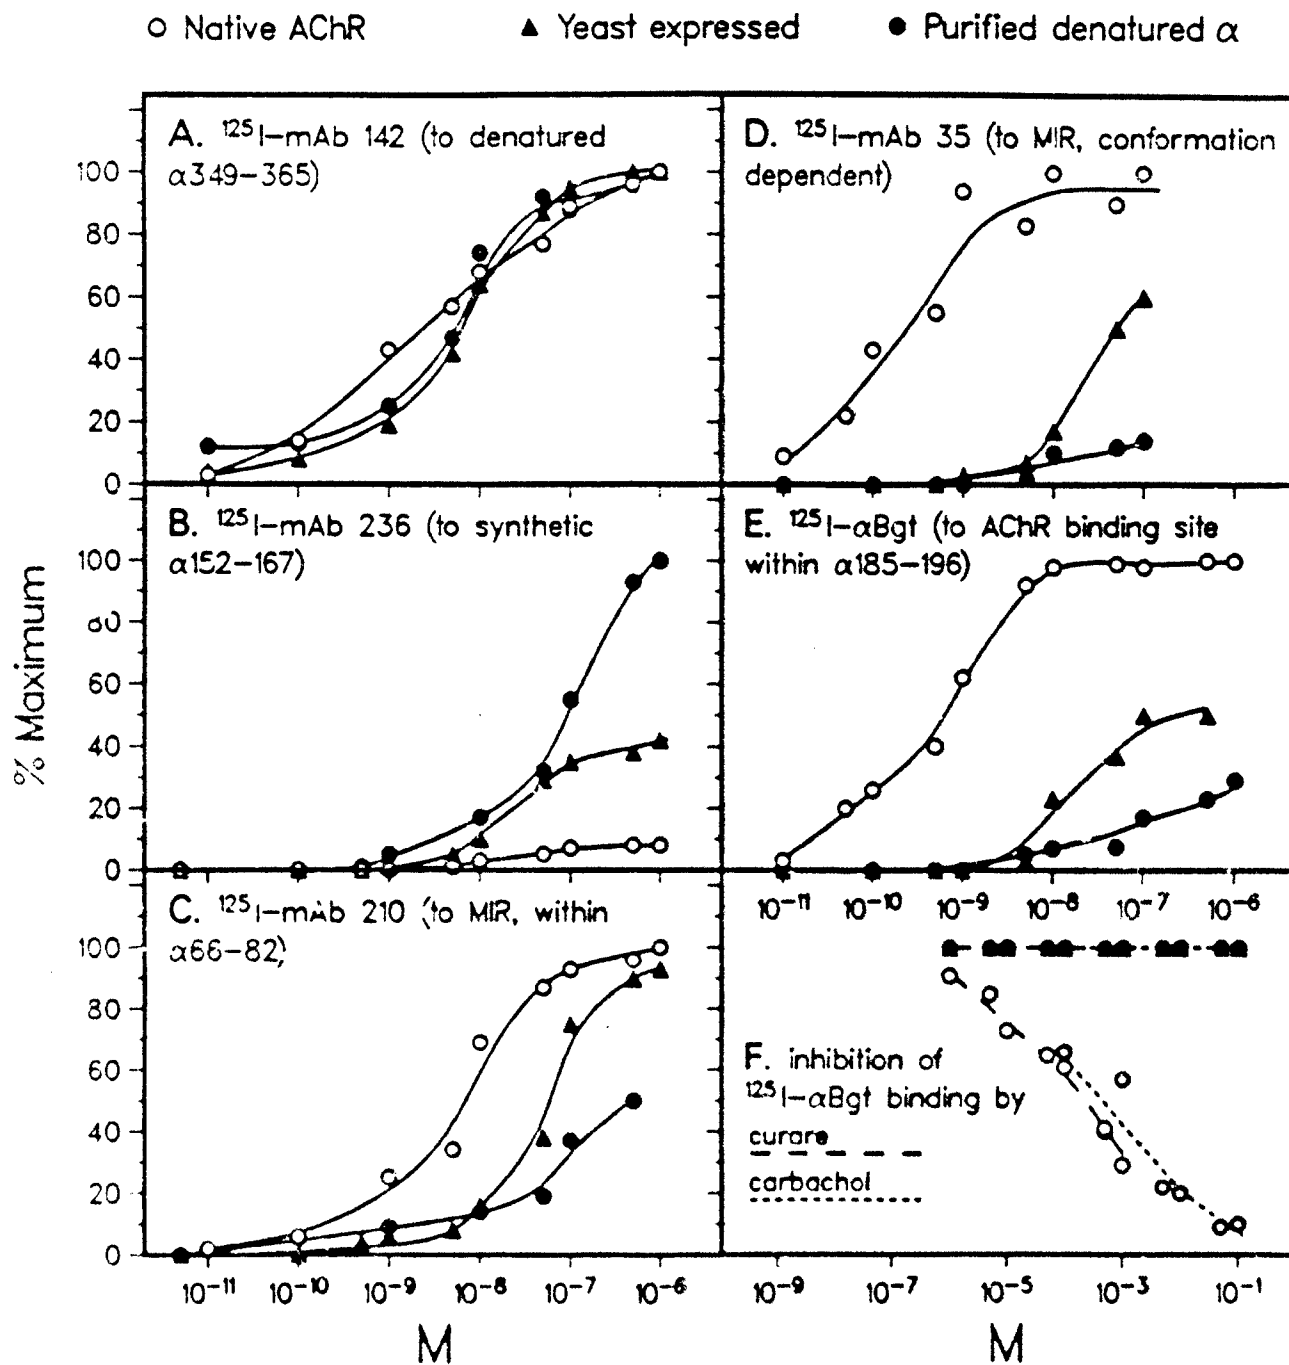 ○ Native AChR ▲ Yeast expressed ● Purified denatured α
A. ¹²⁵I–mAb 142 (to denatured
α349–365)
100
80
60
40
20
0
D. ¹²⁵I–mAb 35 (to MIR, conformation
dependent)
B. ¹²⁵I–mAb 236 (to synthetic
α152–167)
100
80
60
40
20
0
E. ¹²⁵I–αBgt (to AChR binding site
within α185–196)
10⁻¹¹ 10⁻¹⁰ 10⁻⁹ 10⁻⁸ 10⁻⁷ 10⁻⁶
% Maximum
C. ¹²⁵I–mAb 210 (to MIR, within
α66–82)
100
80
60
40
20
0
F. inhibition of
¹²⁵I–αBgt binding by
curare
carbachol
10⁻¹¹ 10⁻¹⁰ 10⁻⁹ 10⁻⁸ 10⁻⁷ 10⁻⁶
10⁻⁹ 10⁻⁷ 10⁻⁵ 10⁻³ 10⁻¹
M
M